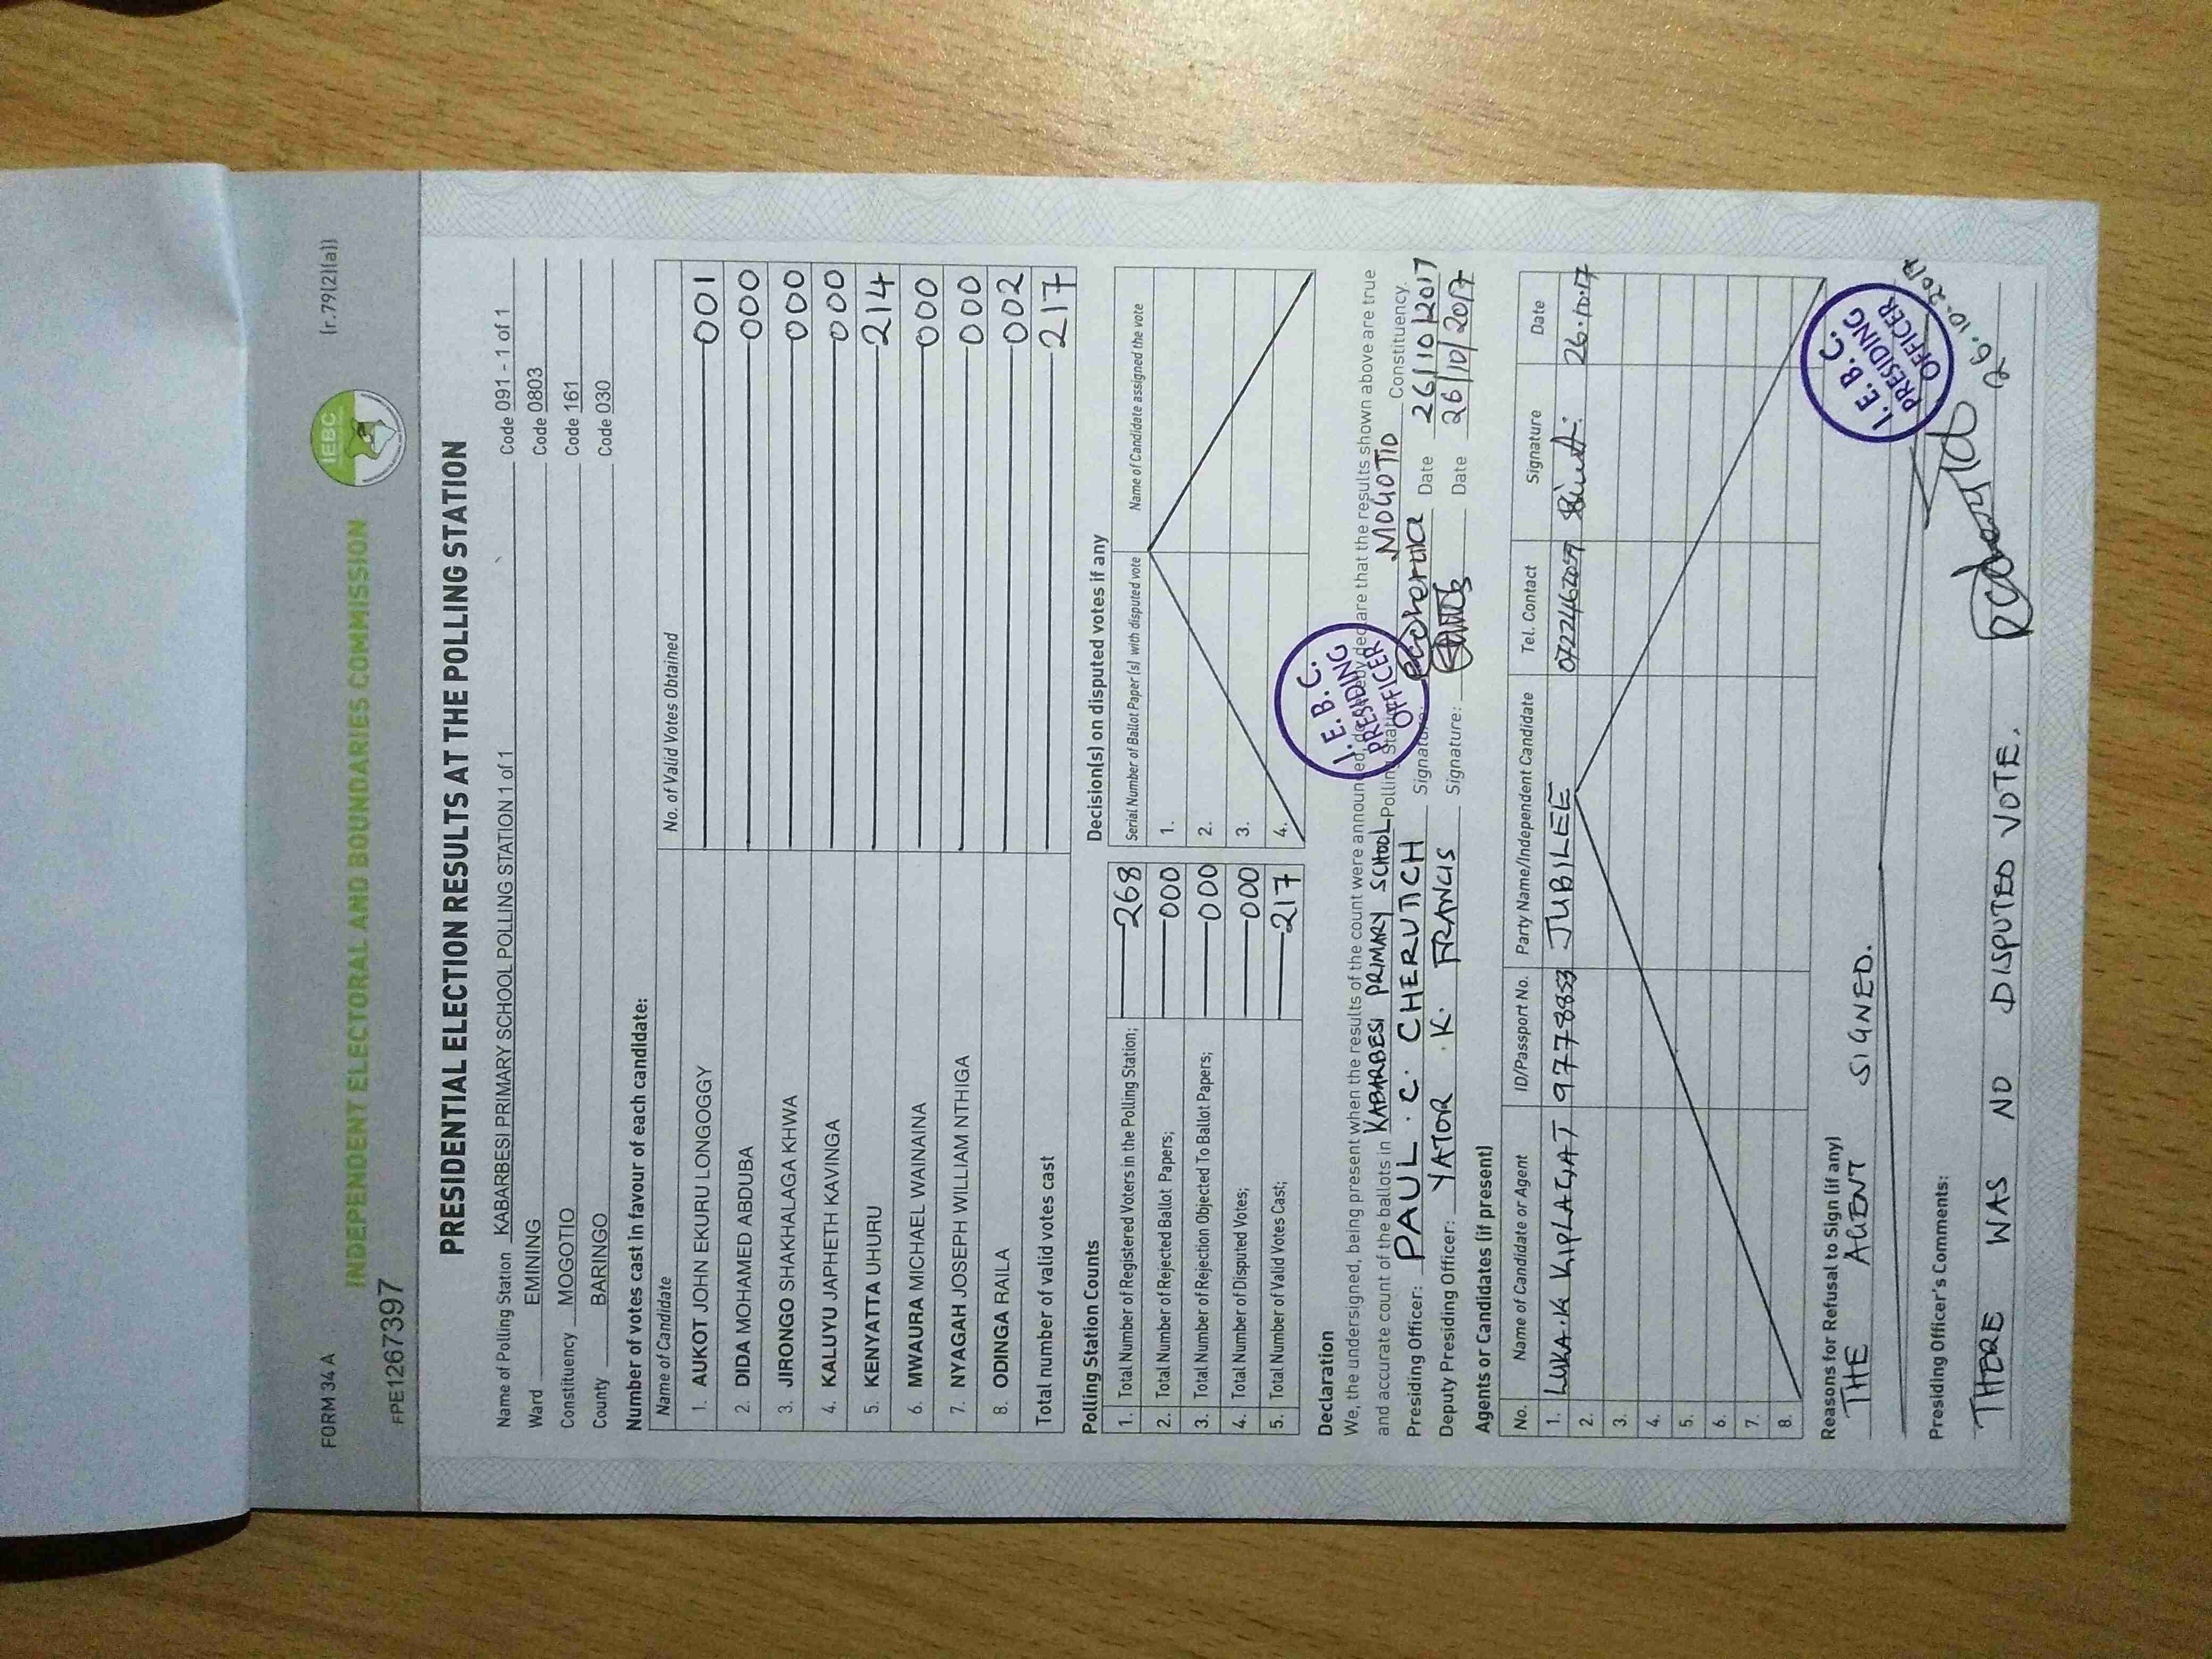 FORM 34 A
(r.79(2)(a))
IEBC
INDEPENDENT ELECTORAL AND BOUNDARIES COMMISSION
FPE1267397
PRESIDENTIAL ELECTION RESULTS AT THE POLLING STATION
Name of Polling Station KABARBESI PRIMARY SCHOOL POLLING STATION 1 of 1 Code 091 - 1 of 1
Ward EMINING Code 0803
Constituency MOGOTIO Code 161
County BARINGO Code 030
Number of votes cast in favour of each candidate:
Name of Candidate No. of Valid Votes Obtained
1. AUKOT JOHN EKURU LONGOGGY 001
2. DIDA MOHAMED ABDUBA 000
3. JIRONGO SHAKHALAGA KHWA 000
4. KALUYU JAPHETH KAVINGA 000
5. KENYATTA UHURU 214
6. MWAURA MICHAEL WAINAINA 000
7. NYAGAH JOSEPH WILLIAM NTHIGA 000
8. ODINGA RAILA 002
Total number of valid votes cast 217
Polling Station Counts
1. Total Number of Registered Voters in the Polling Station; 268
2. Total Number of Rejected Ballot Papers; 000
3. Total Number of Rejection Objected To Ballot Papers; 000
4. Total Number of Disputed Votes; 000
5. Total Number of Valid Votes Cast; 217
Decision(s) on disputed votes if any
Serial Number of Ballot Paper (s) with disputed vote Name of Candidate assigned the vote
1.
2.
3.
4.
Declaration
We, the undersigned, being present when the results of the count were announced, do hereby declare that the results shown above are true
and accurate count of the ballots in KABARBESI PRIMARY SCHOOL Polling Station MOGOTIO Constituency.
Presiding Officer: PAUL . C. CHERUTICH Signature: Date 26/10/2017
Deputy Presiding Officer: YATOR . K. FRANCIS Signature: Date 26/10/2017
I. E. B. C.
PRESIDING
OFFICER
Agents or Candidates (if present)
No. Name of Candidate or Agent ID/Passport No. Party Name/Independent Candidate Tel. Contact Signature Date
1. LUKA.K KIPLAGAT 97778853 JUBILEE 26.10.17
2.
3.
4.
5.
6.
7.
8.
Reasons for Refusal to Sign (if any)
THE AGENT SIGNED.
I. E. B. C.
PRESIDING
OFFICER
26.10.2017
Presiding Officer's Comments:
THERE WAS NO DISPUTED VOTE.